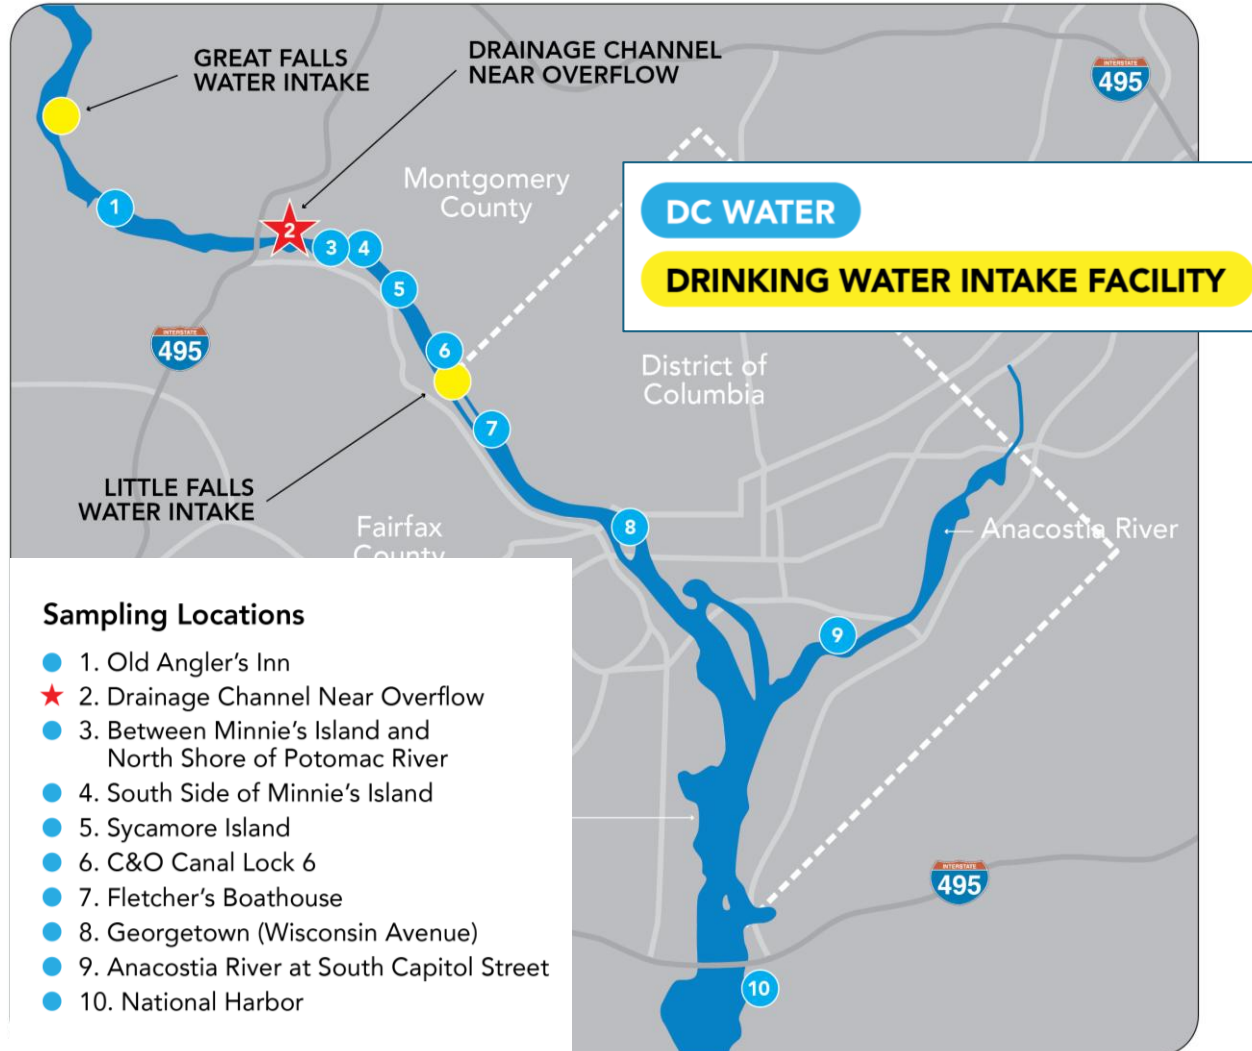 GREAT FALLS
WATER INTAKE
DRAINAGE CHANNEL
NEAR OVERFLOW
INTERSTATE
495
Montgomery
County
DC WATER
DRINKING WATER INTAKE FACILITY
1
2
3
4
5
6
7
8
9
10
INTERSTATE
495
District of
Columbia
LITTLE FALLS
WATER INTAKE
Fairfax
County
Anacostia River
INTERSTATE
495
Sampling Locations
1. Old Angler's Inn
2. Drainage Channel Near Overflow
3. Between Minnie's Island and
North Shore of Potomac River
4. South Side of Minnie's Island
5. Sycamore Island
6. C&O Canal Lock 6
7. Fletcher's Boathouse
8. Georgetown (Wisconsin Avenue)
9. Anacostia River at South Capitol Street
10. National Harbor